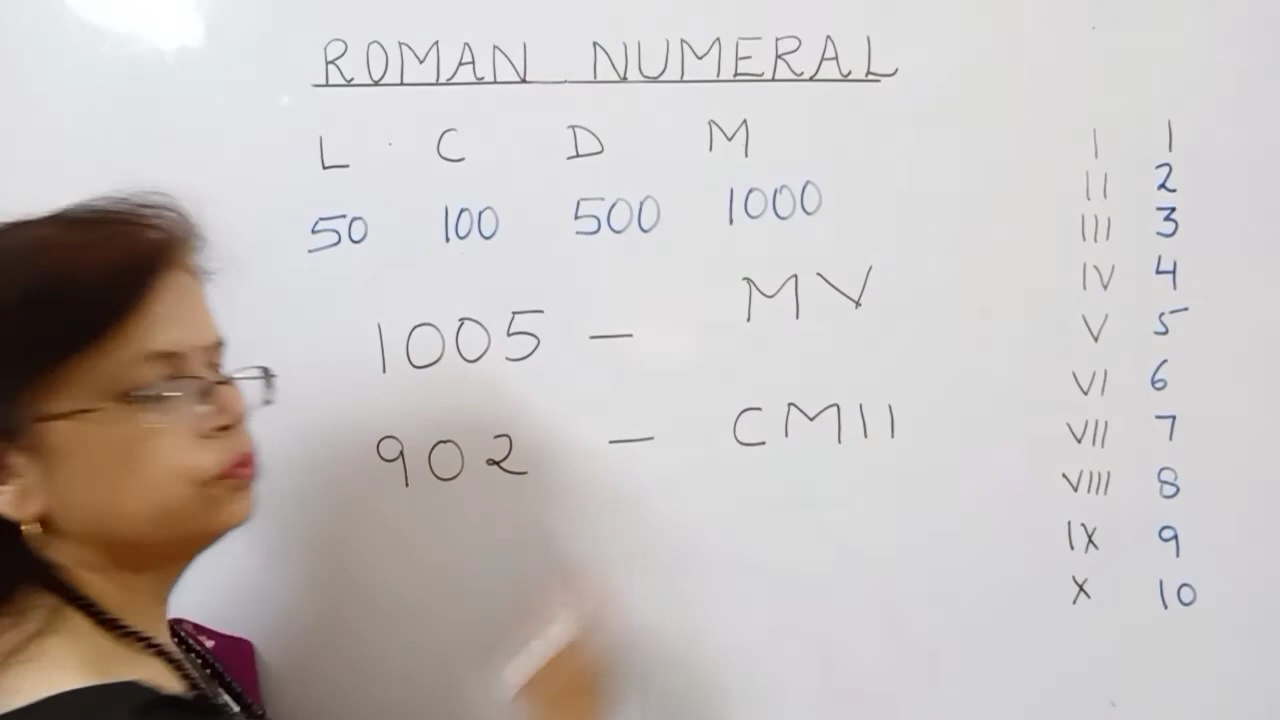 ROMAN NUMERAL
L C D M
50 100 500 1000
1005 – MV
902 – CMII
I 1
II 2
III 3
IV 4
V 5
VI 6
VII 7
VIII 8
IX 9
X 10